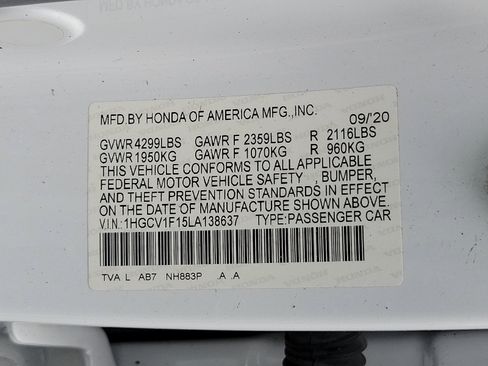 MFD.BY HONDA OF AMERICA MFG.,INC.
09/'20
GVWR 4299LBS GAWR F 2359LBS R 2116LBS
GVWR 1950KG GAWR F 1070KG R 960KG
THIS VEHICLE CONFORMS TO ALL APPLICABLE
FEDERAL MOTOR VEHICLE SAFETY , BUMPER,
AND THEFT PREVENTION STANDARDS IN EFFECT
ON THE DATE OF MANUFACTURE SHOWN ABOVE.
V.I.N.:1HGCV1F15LA138637 TYPE:PASSENGER CAR
TVA L AB7 NH883P .A .A